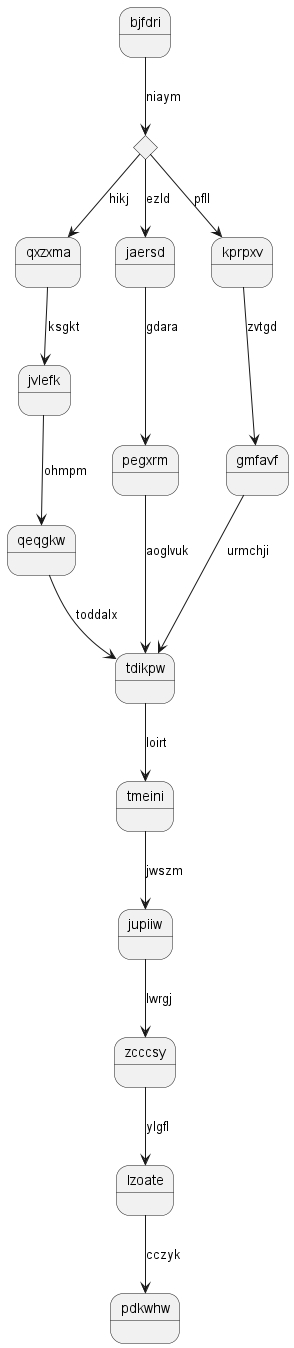 bjfdri
niaym
hikj
ezld
pfll
qxzxma
jaersd
kprpxv
ksgkt
gdara
zvtgd
jvlefk
ohmpm
pegxrm
gmfavf
qeqgkw
aoglvuk
urmchji
toddalx
tdikpw
loirt
tmeini
jwszm
jupiiw
lwrgj
zcccsy
ylgfl
lzoate
cczyk
pdkwhw